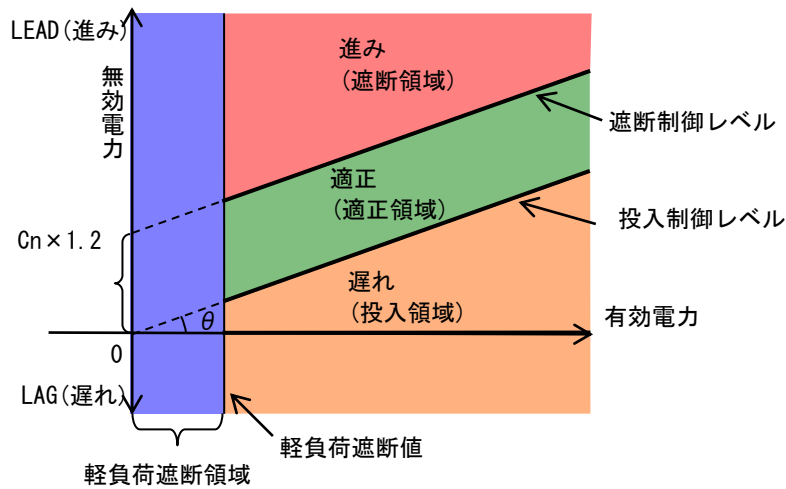 LEAD(進み)
無効電力
進み
(遮断領域)
遮断制御レベル
適正
(適正領域)
投入制御レベル
Cn×1.2
遅れ
(投入領域)
θ
有効電力
0
LAG(遅れ)
軽負荷遮断値
軽負荷遮断領域